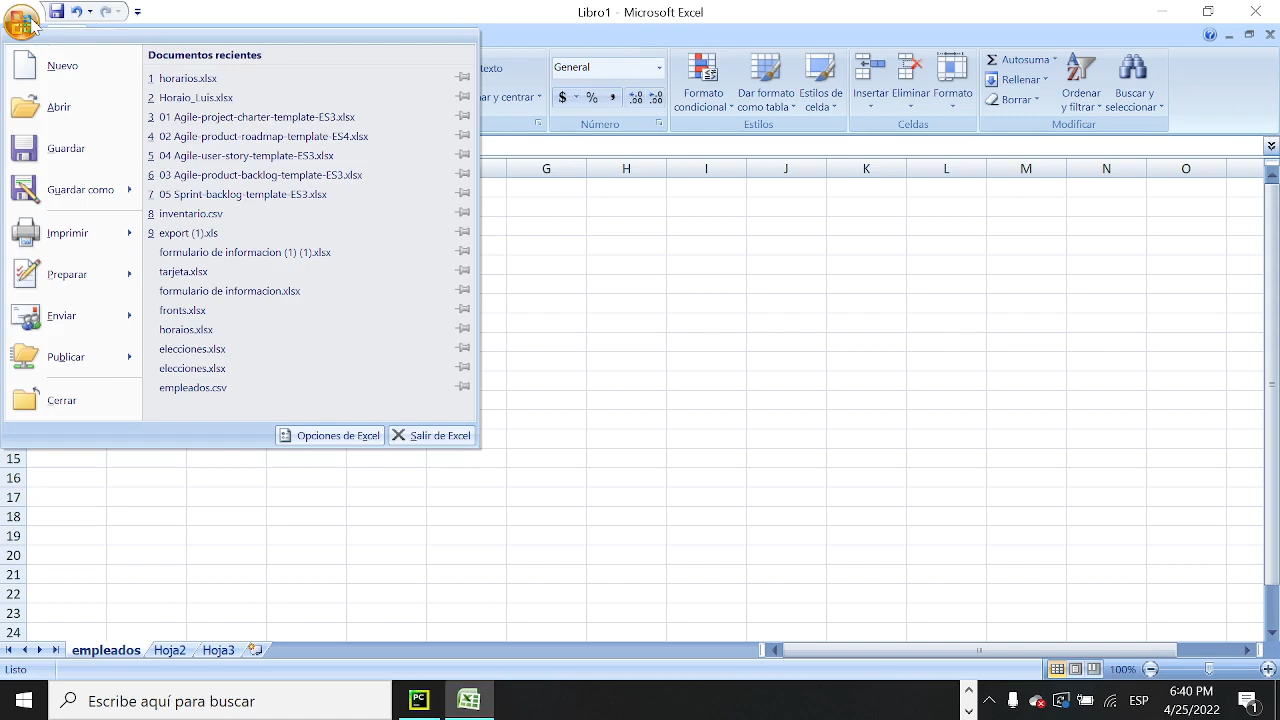 Libro1 - Microsoft Excel
Nuevo
Abrir
Guardar
Guardar como
Imprimir
Preparar
Enviar
Publicar
Cerrar
Documentos recientes
1 horarios.xlsx
2 Horaio_Luis.xlsx
3 01 Agile-project-charter-template-ES3.xlsx
4 02 Agile-product-roadmap-template-ES4.xlsx
5 04 Agile-user-story-template-ES3.xlsx
6 03 Agile-product-backlog-template-ES3.xlsx
7 05 Sprint-backlog-template-ES3.xlsx
8 inventario.csv
9 export (1).xls
formulario de informacion (1) (1).xlsx
tarjeta.xlsx
formulario de informacion.xlsx
fronts.xlsx
horaios.xlsx
elecciones.xlsx
elecciones.xlsx
empleados.csv
Opciones de Excel
Salir de Excel
texto
ar y centrar
General
$ % ,
Número
Formato condicional
Dar formato como tabla
Estilos de celda
Estilos
Insertar
Eliminar
Formato
Celdas
Autosuma
Rellenar
Borrar
Ordenar y filtrar
Buscar y seleccionar
Modificar
G H I J K L M N O
15
16
17
18
19
20
21
22
23
24
empleados Hoja2 Hoja3
Listo
100%
Escribe aquí para buscar
PC
ESP
6:40 PM
4/25/2022
1